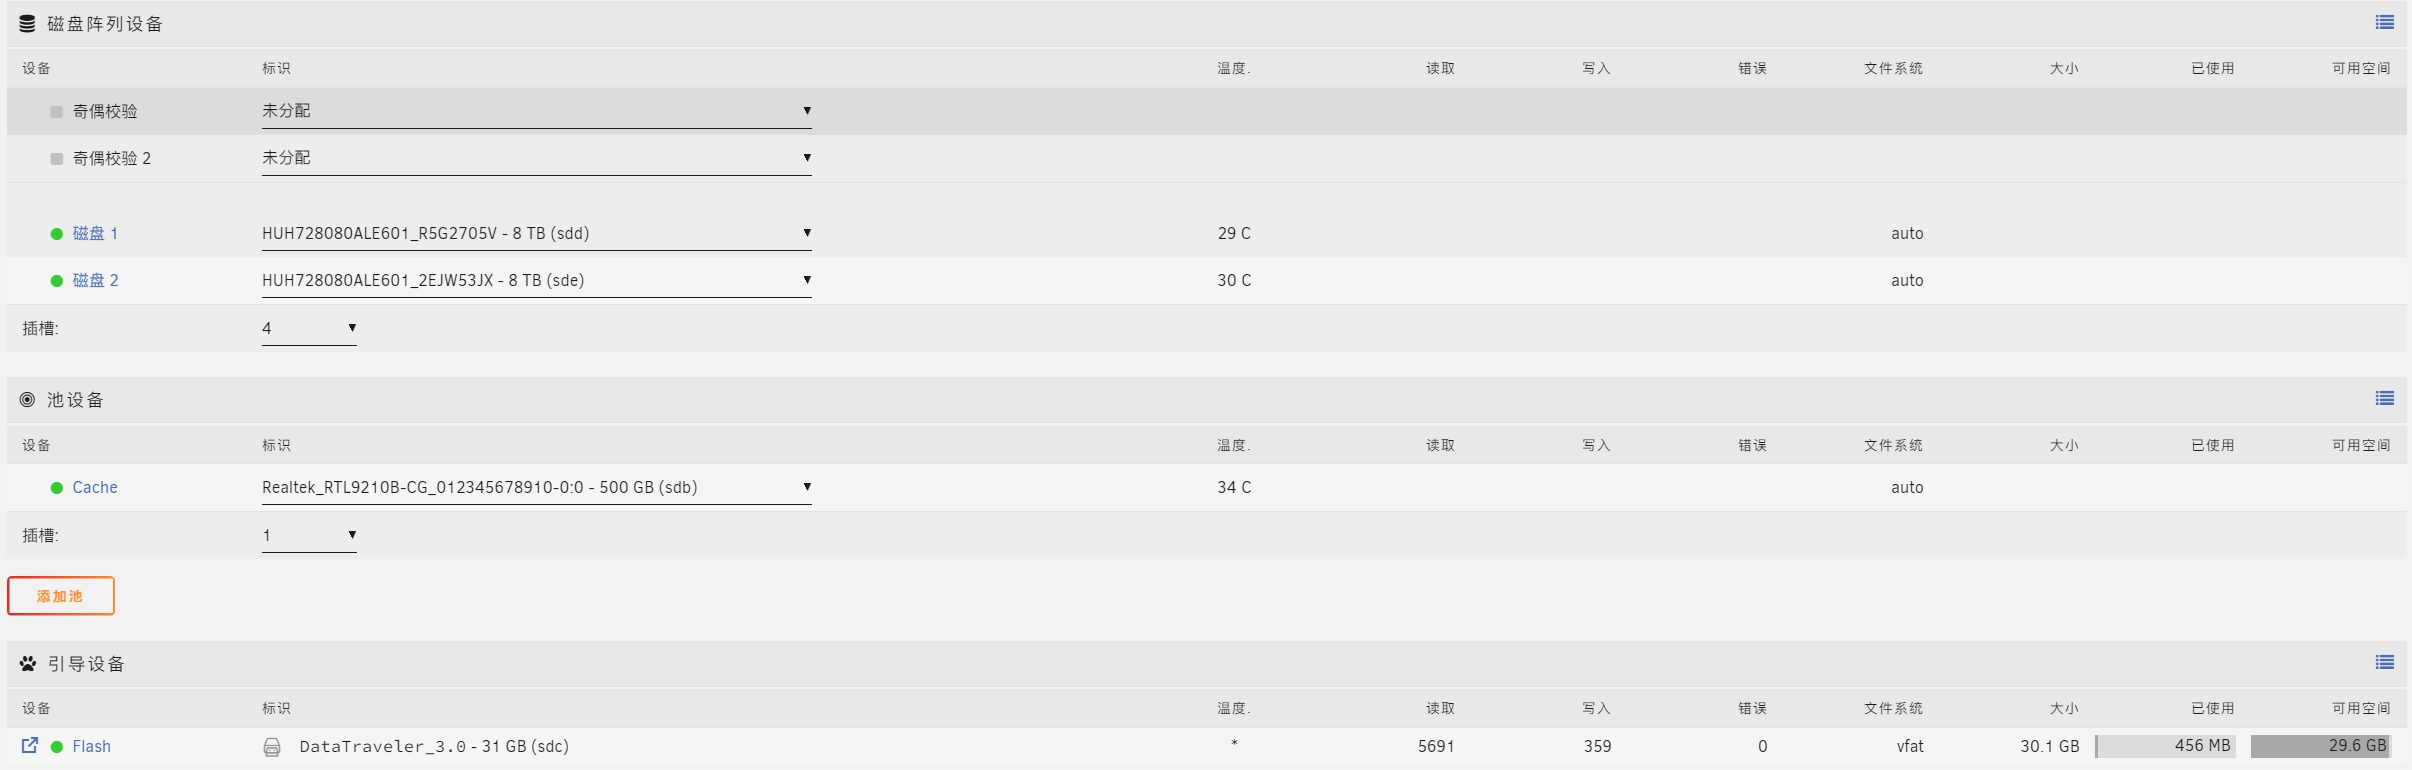 磁盘阵列设备
设备 标识 温度. 读取 写入 错误 文件系统 大小 已使用 可用空间
奇偶校验 未分配
奇偶校验 2 未分配
磁盘 1 HUH728080ALE601_R5G2705V - 8 TB (sdd) 29 C auto
磁盘 2 HUH728080ALE601_2EJW53JX - 8 TB (sde) 30 C auto
插槽: 4
池设备
设备 标识 温度. 读取 写入 错误 文件系统 大小 已使用 可用空间
Cache Realtek_RTL9210B-CG_012345678910-0:0 - 500 GB (sdb) 34 C auto
插槽: 1
添加池
引导设备
设备 标识 温度. 读取 写入 错误 文件系统 大小 已使用 可用空间
Flash DataTraveler_3.0 - 31 GB (sdc) * 5691 359 0 vfat 30.1 GB 456 MB 29.6 GB